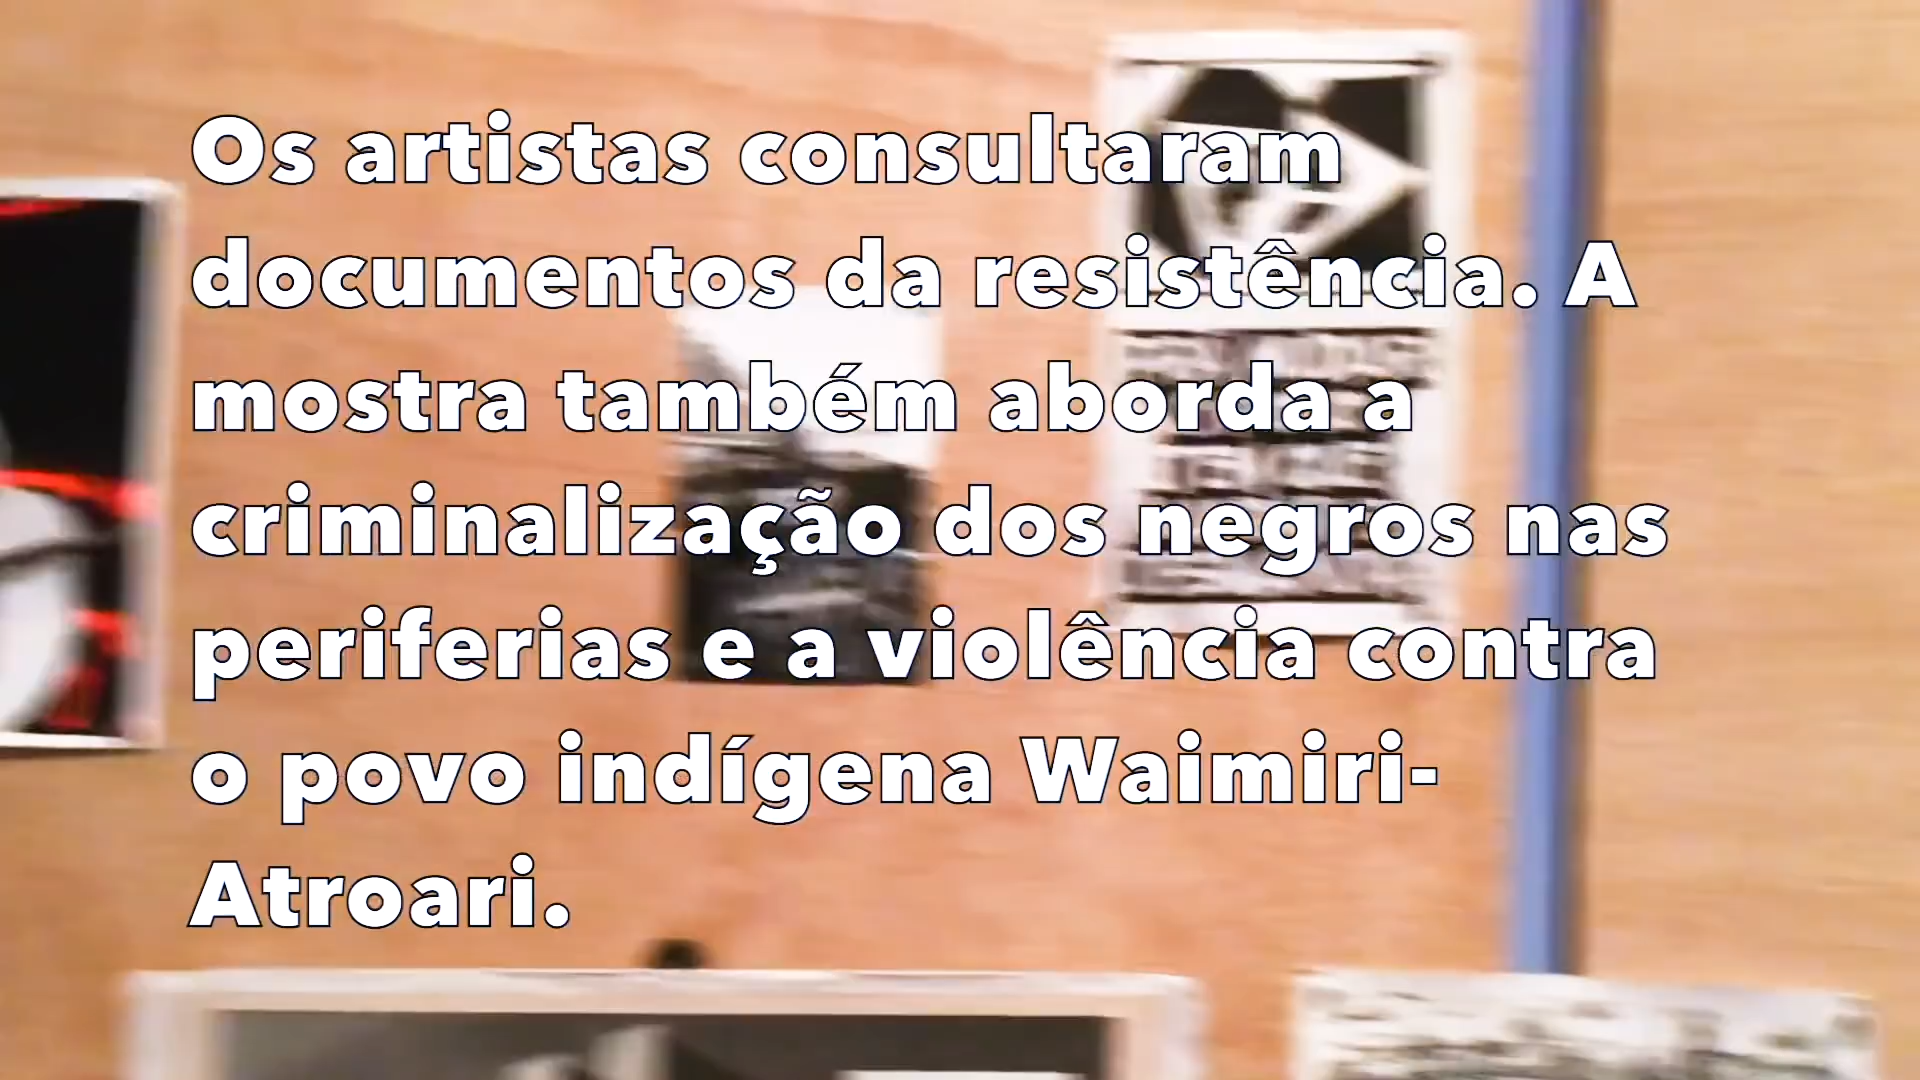 Os artistas consultaram
documentos da resistência. A
mostra também aborda a
criminalização dos negros nas
periferias e a violência contra
o povo indígena Waimiri-
Atroari.